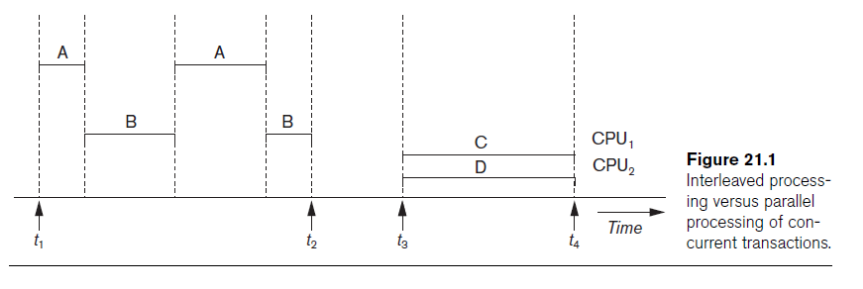 A
A
B
B
C
CPU₁
D
CPU₂
t₁
t₂
t₃
t₄
Time
Figure 21.1
Interleaved process-
ing versus parallel
processing of con-
current transactions.